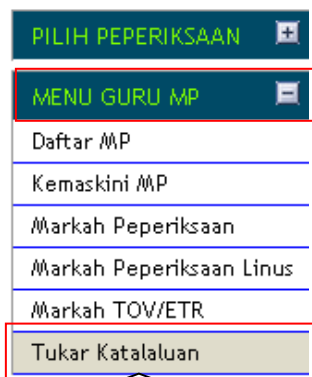 PILIH PEPERIKSAAN
MENU GURU MP
Daftar MP
Kemaskini MP
Markah Peperiksaan
Markah Peperiksaan Linus
Markah TOV/ETR
Tukar Katalaluan